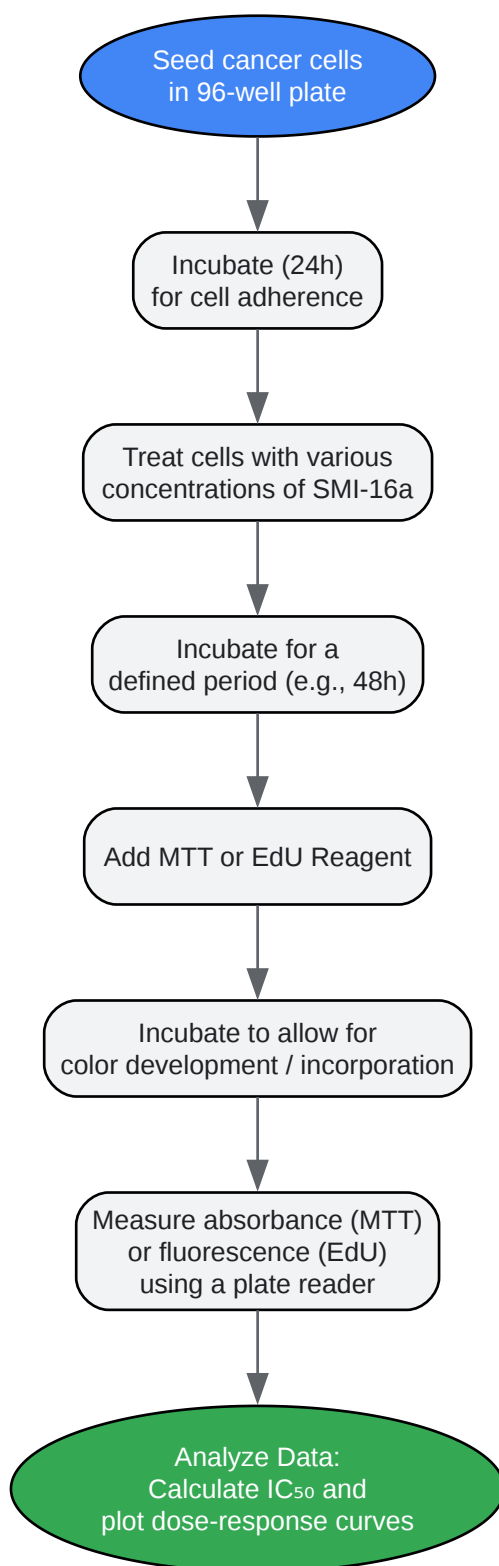 Seed cancer cells
in 96-well plate
Incubate (24h)
for cell adherence
Treat cells with various
concentrations of SMI-16a
Incubate for a
defined period (e.g., 48h)
Add MTT or EdU Reagent
Incubate to allow for
color development / incorporation
Measure absorbance (MTT)
or fluorescence (EdU)
using a plate reader
Analyze Data:
Calculate IC₅₀ and
plot dose-response curves